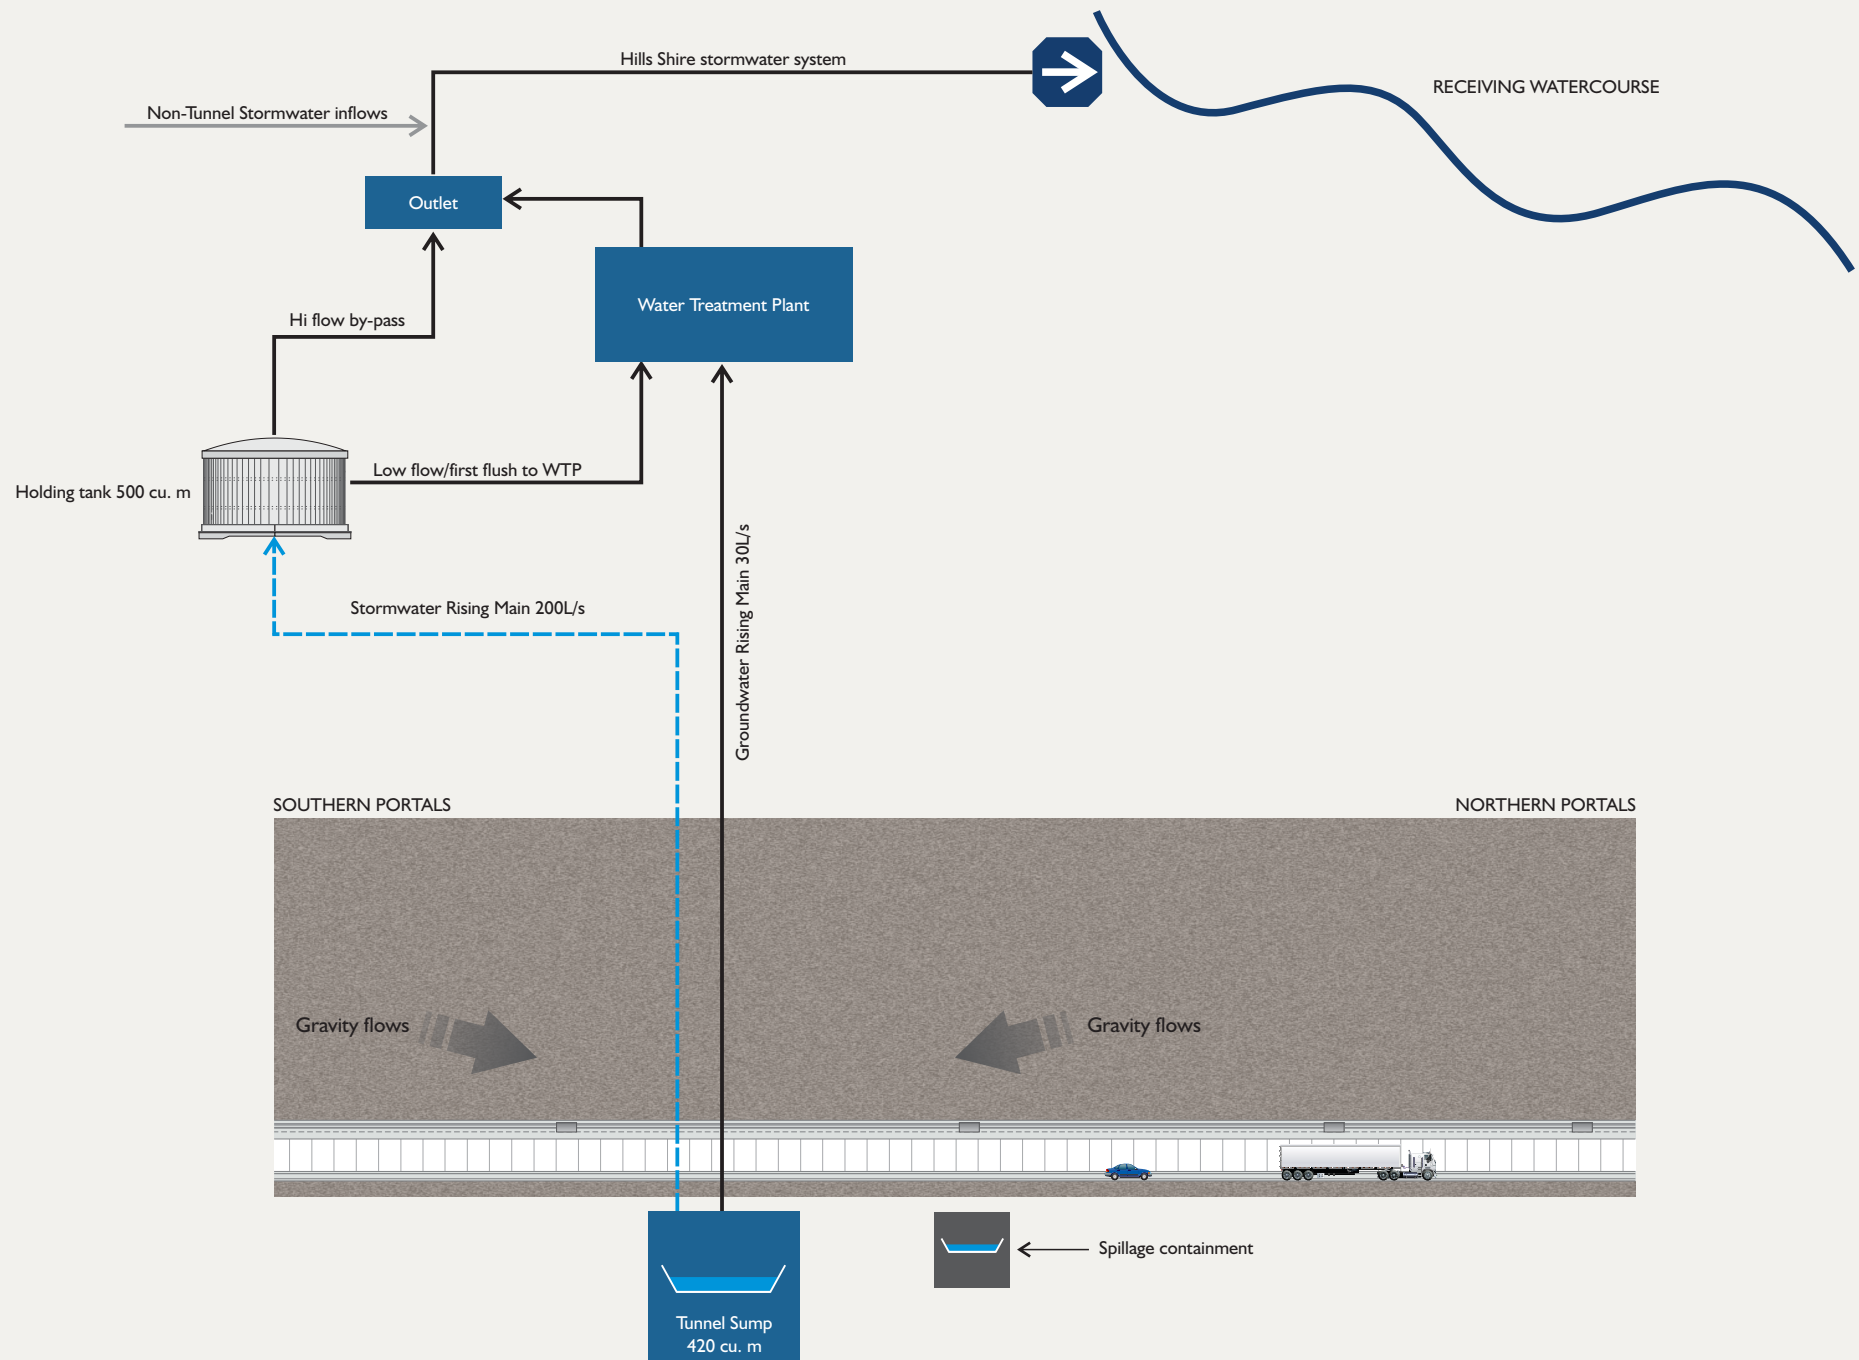 Hills Shire stormwater system
RECEIVING WATERCOURSE
Non-Tunnel Stormwater inflows
Outlet
Water Treatment Plant
Hi flow by-pass
Low flow/first flush to WTP
Holding tank 500 cu. m
Groundwater Rising Main 30L/s
Stormwater Rising Main 200L/s
SOUTHERN PORTALS
NORTHERN PORTALS
Gravity flows
Gravity flows
Spillage containment
Tunnel Sump
420 cu. m